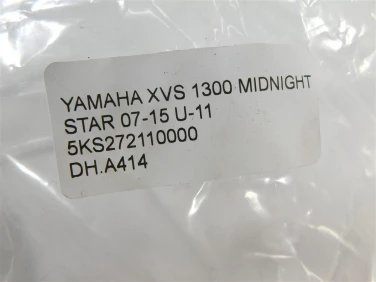 YAMAHA XVS 1300 MIDNIGHT
STAR 07-15 U-11
5KS272110000
DH.A414